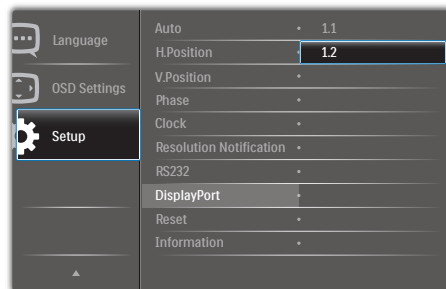 Language
OSD Settings
Setup
Auto
H.Position
V.Position
Phase
Clock
Resolution Notification
RS232
DisplayPort
Reset
Information
1.1
1.2